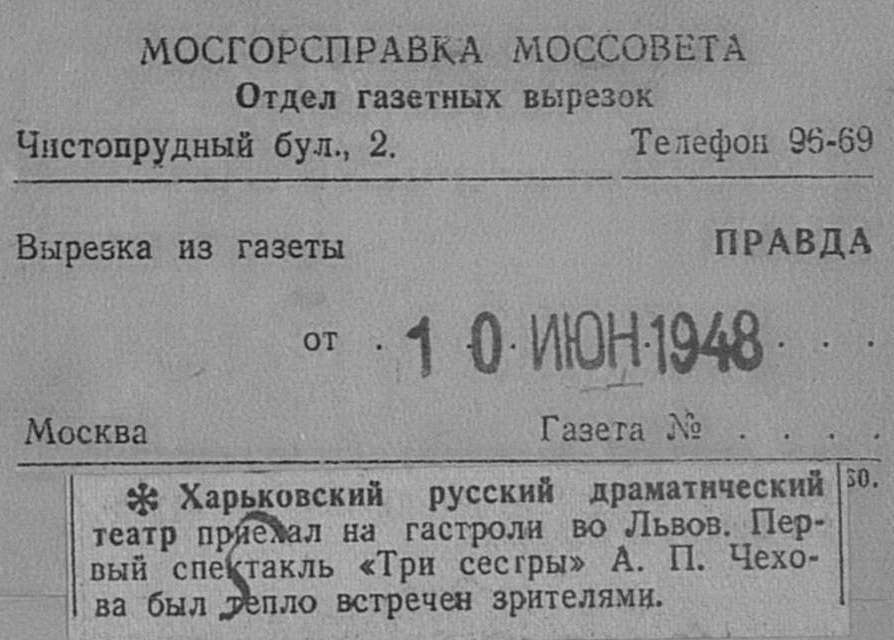 МОСГОРСПРАВКА МОССОВЕТА
Отдел газетных вырезок
Чистопрудный бул., 2. Телефон 96-69
Вырезка из газеты ПРАВДА
от . 10 ИЮН 1948 . . .
Москва Газета № . . . .
✻ Харьковский русский драматический 50.
театр приехал на гастроли во Львов. Пер-
вый спектакль «Три сестры» А. П. Чехо-
ва был тепло встречен зрителями.